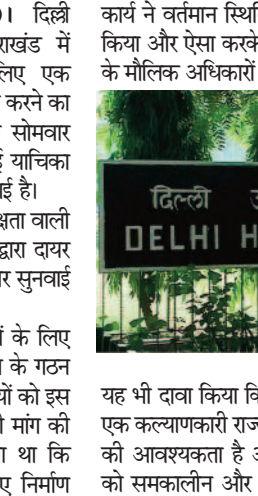 )। दिल्ली
राखंड में
लिए एक
करने का
सोमवार
ई याचिका
गई है।
क्षता वाली
द्वारा दायर
र सुनवाई
ों के लिए
के गठन
यों को इस
मांग की
था कि
ए निर्माण
कार्य ने वर्तमान स्थिति
किया और ऐसा करके
के मौलिक अधिकारों
दिल्ली उ
DELHI H
यह भी दावा किया कि
एक कल्याणकारी राज्य
की आवश्यकता है
को समकालीन और